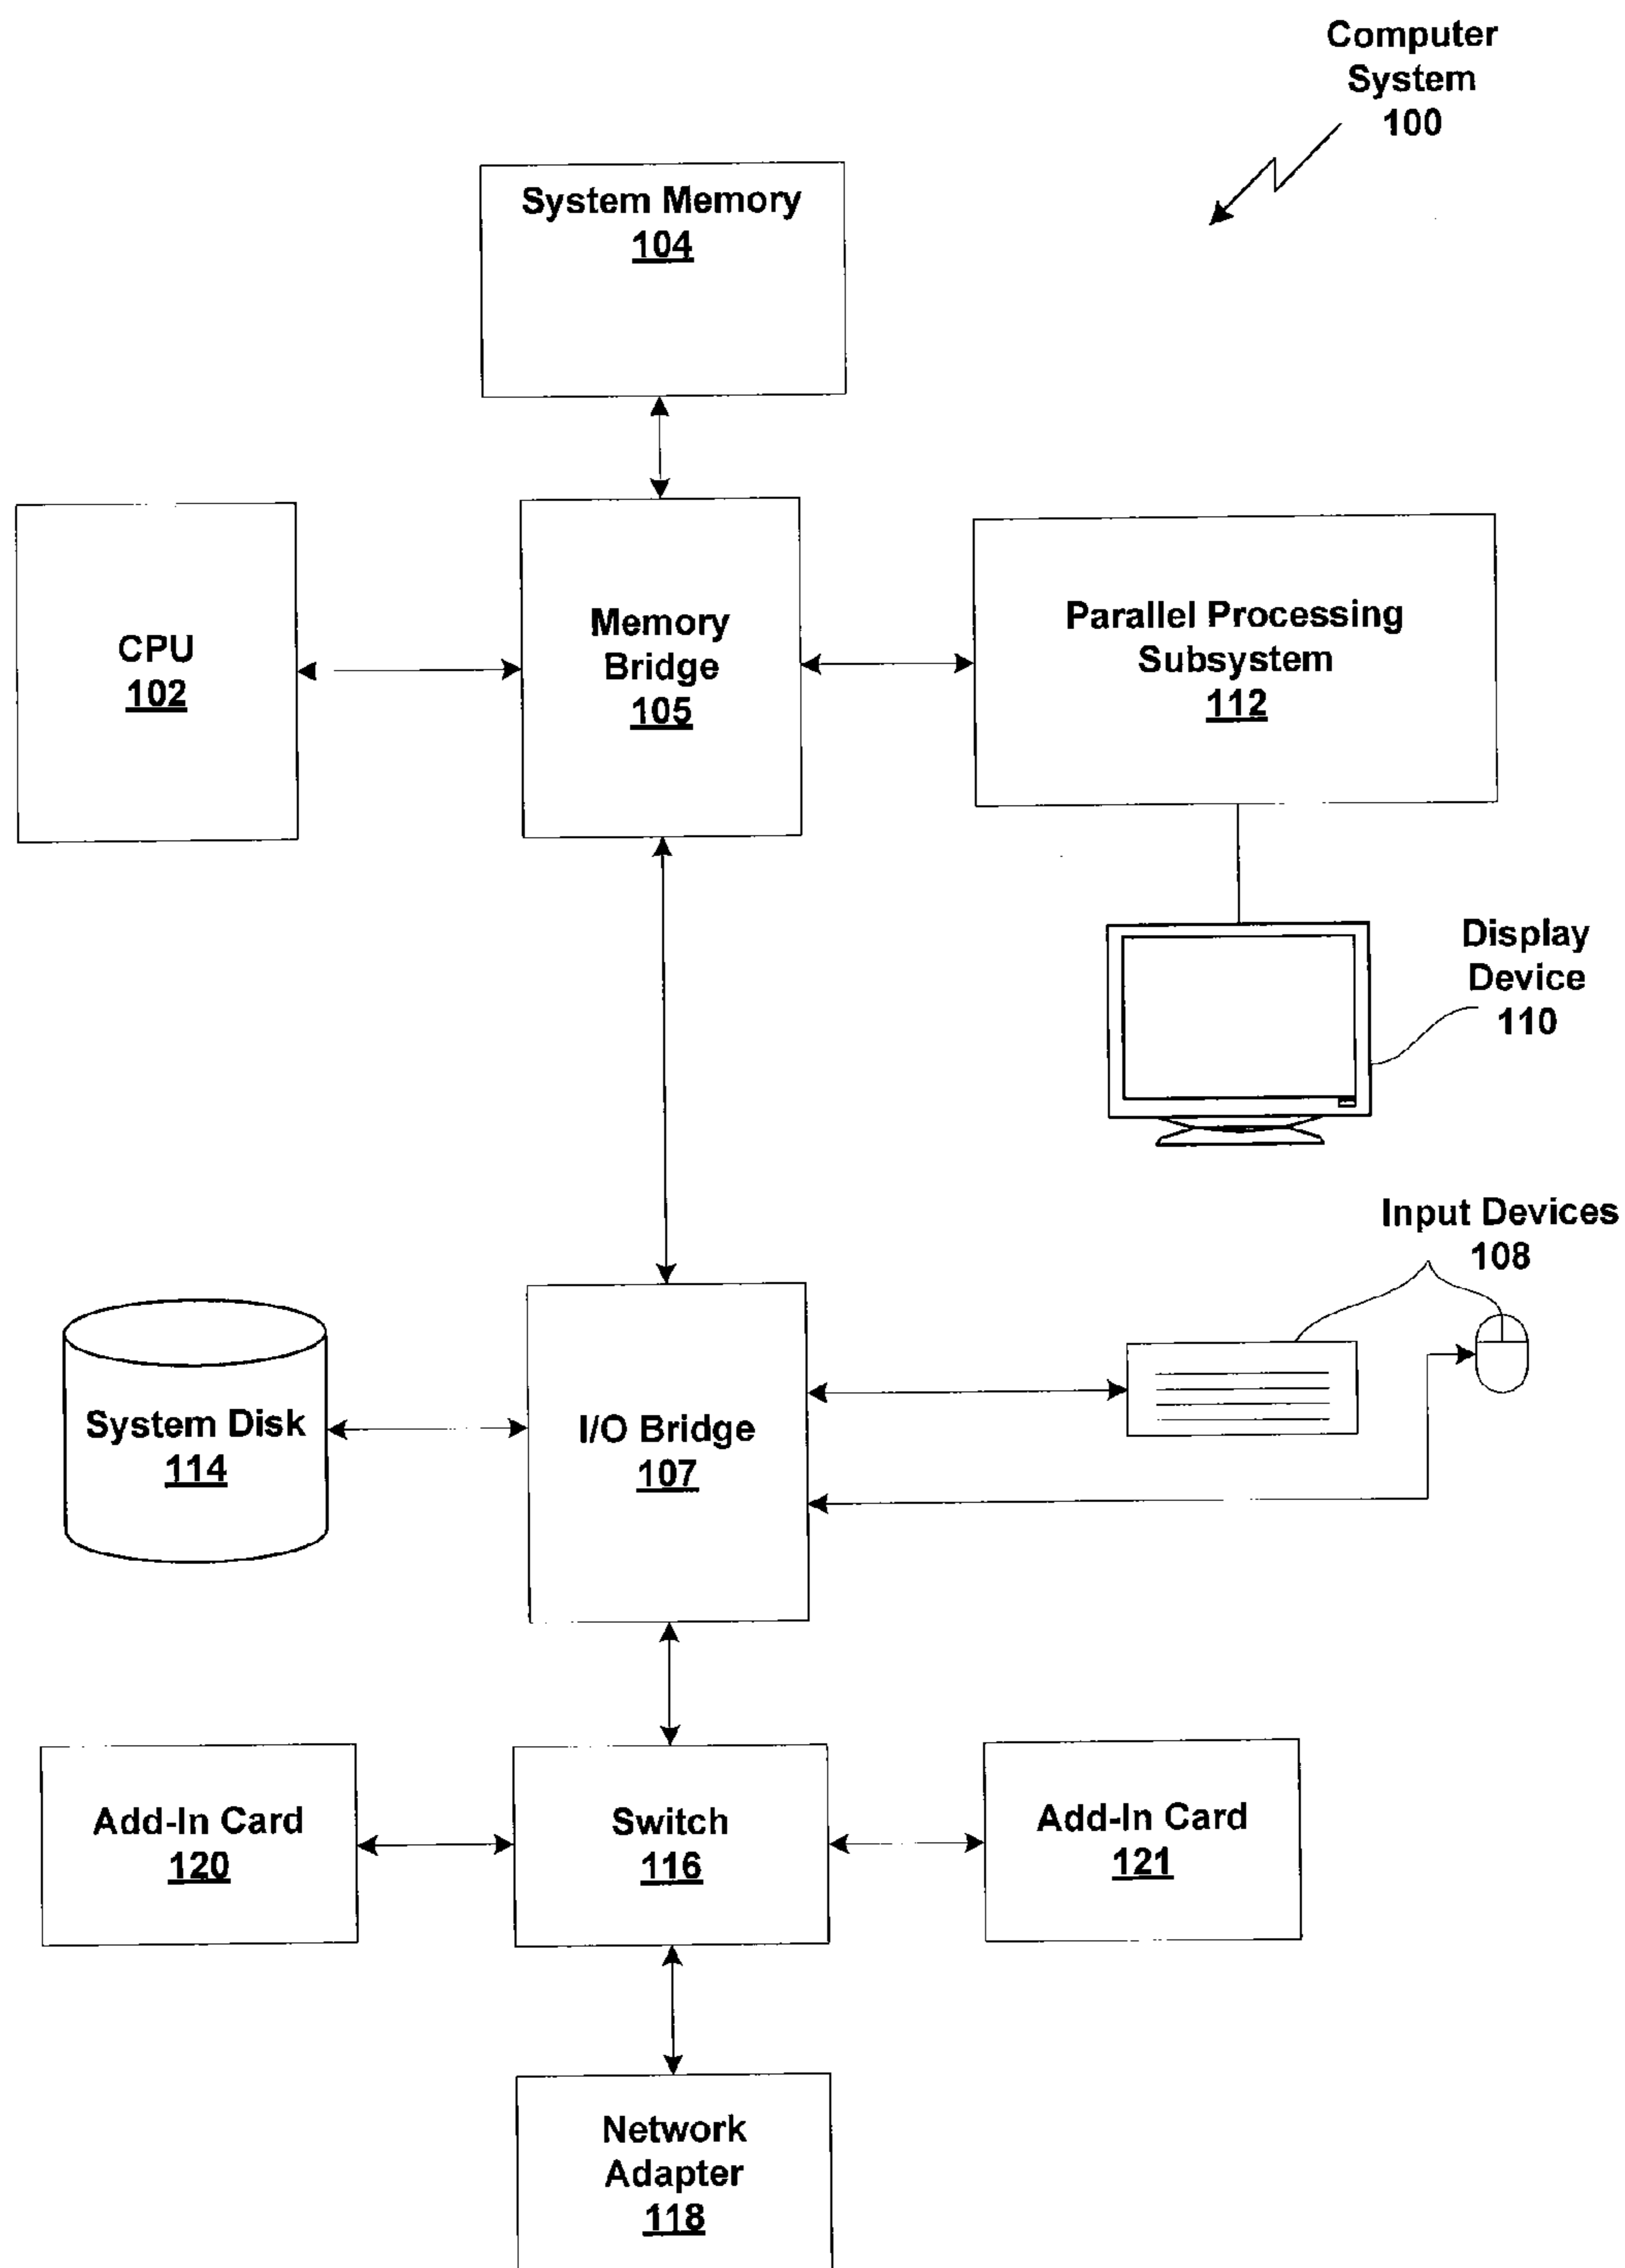 Computer
System
100
System Memory
104
CPU
102
Memory
Bridge
105
Parallel Processing
Subsystem
112
Display
Device
110
Input Devices
108
System Disk
114
I/O Bridge
107
Add-In Card
120
Switch
116
Add-In Card
121
Network
Adapter
118